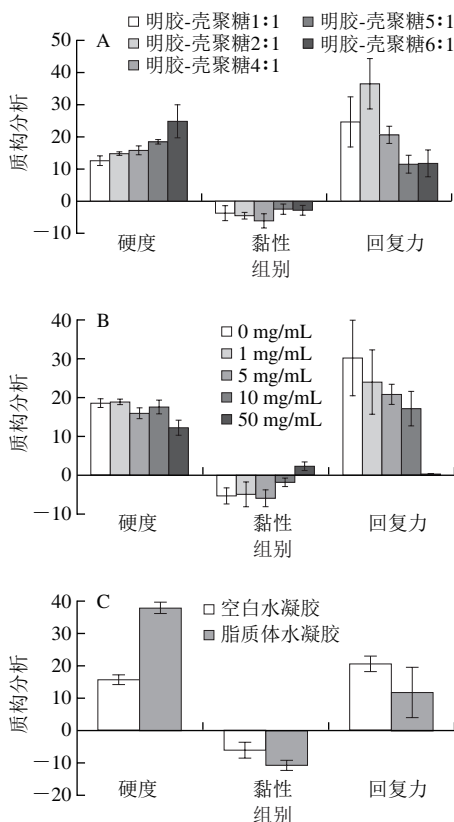 A
明胶-壳聚糖1∶1 明胶-壳聚糖5∶1
明胶-壳聚糖2∶1 明胶-壳聚糖6∶1
明胶-壳聚糖4∶1
质构分析
40
30
20
10
0
－10
硬度 黏性 回复力
组别
B
0 mg/mL
1 mg/mL
5 mg/mL
10 mg/mL
50 mg/mL
质构分析
40
30
20
10
0
－10
硬度 黏性 回复力
组别
C
空白水凝胶
脂质体水凝胶
质构分析
40
30
20
10
0
－10
－20
硬度 黏性 回复力
组别